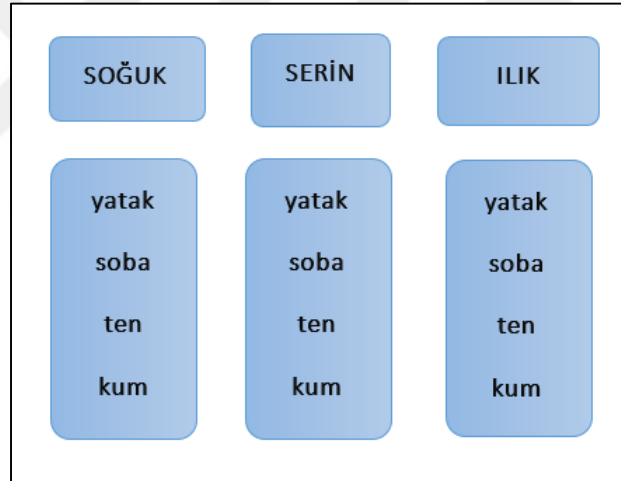 SOĞUK SERİN ILIK
yatak yatak yatak
soba soba soba
ten ten ten
kum kum kum